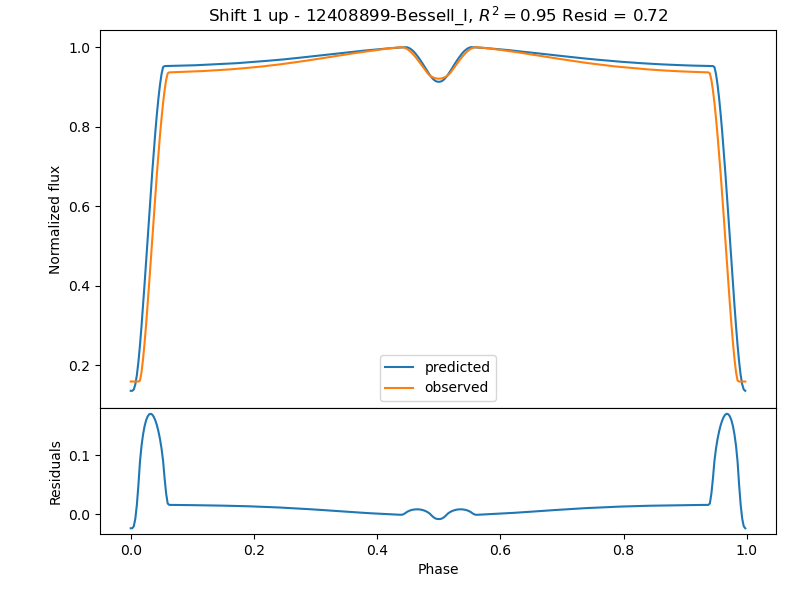 Shift 1 up - 12408899-Bessell_I, $R^2 = 0.95$ Resid = 0.72
Normalized flux
1.0
0.8
0.6
0.4
0.2
predicted
observed
Residuals
0.1
0.0
0.0 0.2 0.4 0.6 0.8 1.0
Phase